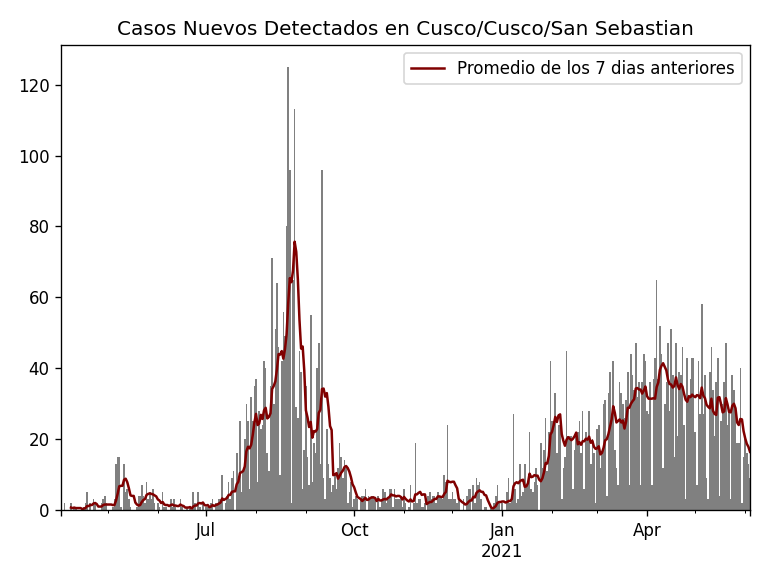 Casos Nuevos Detectados en Cusco/Cusco/San Sebastian
Promedio de los 7 dias anteriores
120
100
80
60
40
20
0
Jul
Oct
Jan
2021
Apr